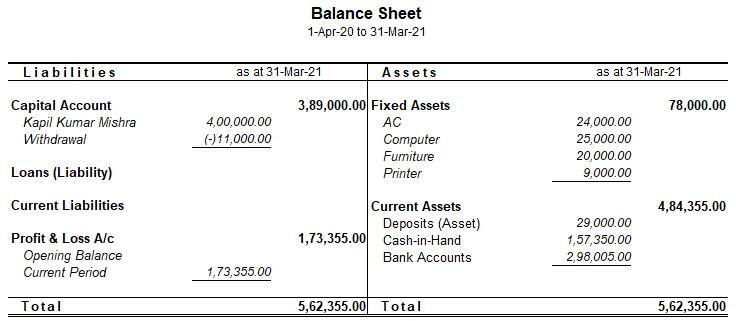 Balance Sheet
1-Apr-20 to 31-Mar-21
Liabilities as at 31-Mar-21 Assets as at 31-Mar-21
Capital Account 3,89,000.00 Fixed Assets 78,000.00
Kapil Kumar Mishra 4,00,000.00 AC 24,000.00
Withdrawal (-)11,000.00 Computer 25,000.00
Furniture 20,000.00
Loans (Liability) Printer 9,000.00
Current Liabilities Current Assets 4,84,355.00
Deposits (Asset) 29,000.00
Profit & Loss A/c 1,73,355.00 Cash-in-Hand 1,57,350.00
Opening Balance Bank Accounts 2,98,005.00
Current Period 1,73,355.00
Total 5,62,355.00 Total 5,62,355.00